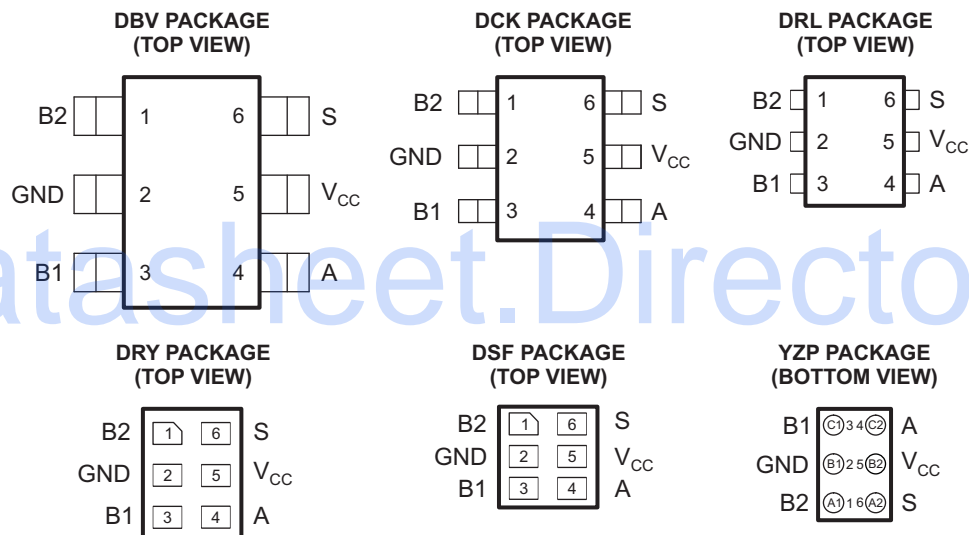 DBV PACKAGE
(TOP VIEW)
B2 1 6 S
GND 2 5 VCC
B1 3 4 A
DCK PACKAGE
(TOP VIEW)
B2 1 6 S
GND 2 5 VCC
B1 3 4 A
DRL PACKAGE
(TOP VIEW)
B2 1 6 S
GND 2 5 VCC
B1 3 4 A
atasheet.Directo
DRY PACKAGE
(TOP VIEW)
B2 1 6 S
GND 2 5 VCC
B1 3 4 A
DSF PACKAGE
(TOP VIEW)
B2 1 6 S
GND 2 5 VCC
B1 3 4 A
YZP PACKAGE
(BOTTOM VIEW)
B1 C1 3 4 C2 A
GND B1 2 5 B2 VCC
B2 A1 1 6 A2 S